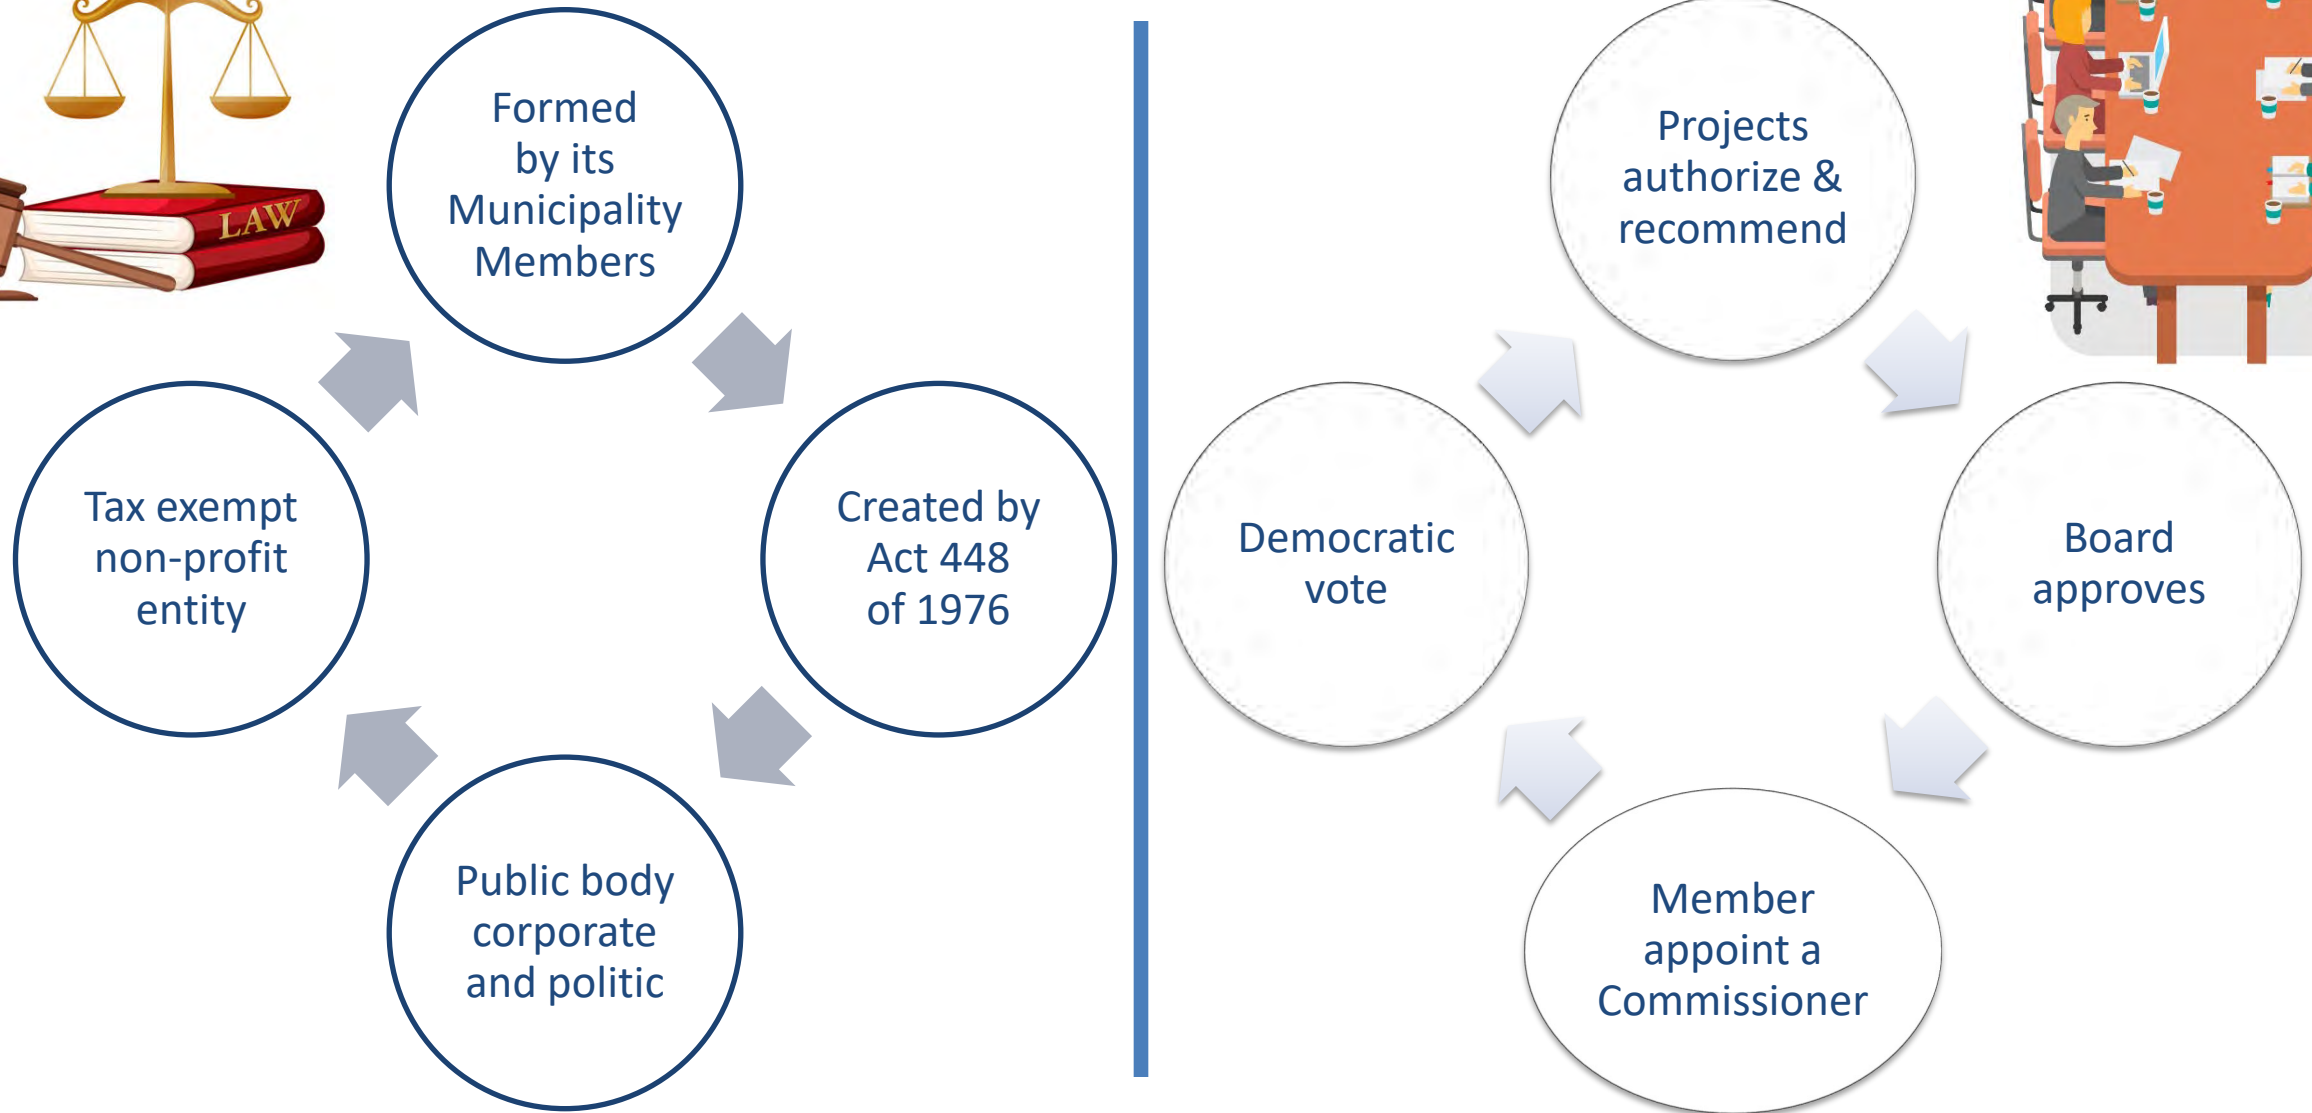 LAW
Formed
by its
Municipality
Members
Created by
Act 448
of 1976
Public body
corporate
and politic
Tax exempt
non-profit
entity
Projects
authorize &
recommend
Board
approves
Member
appoint a
Commissioner
Democratic
vote